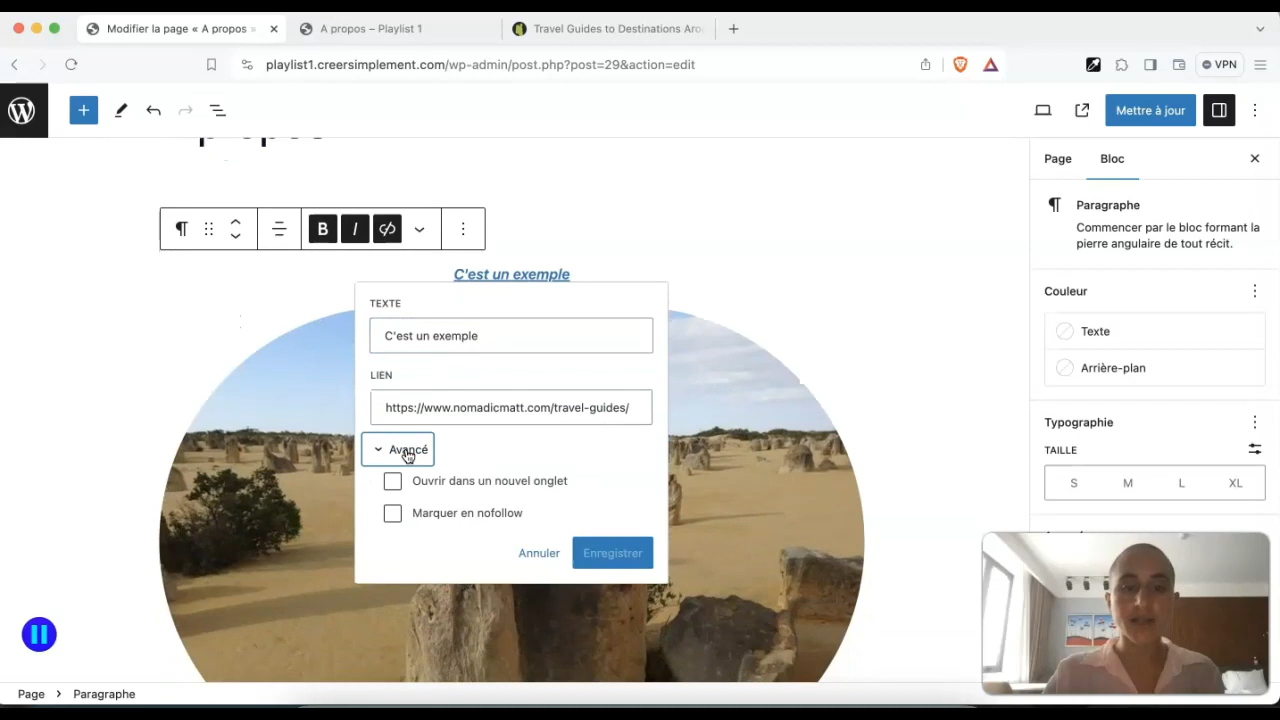 Modifier la page « A propos »
A propos – Playlist 1
Travel Guides to Destinations Aro
playlist1.creersimplement.com/wp-admin/post.php?post=29&action=edit
VPN
Mettre à jour
propos
Page
Bloc
Paragraphe
Commencer par le bloc formant la
pierre angulaire de tout récit.
B I
C'est un exemple
TEXTE
C'est un exemple
LIEN
https://www.nomadicmatt.com/travel-guides/
Avancé
Ouvrir dans un nouvel onglet
Marquer en nofollow
Annuler
Enregistrer
Couleur
Texte
Arrière-plan
Typographie
TAILLE
S M L XL
Page > Paragraphe